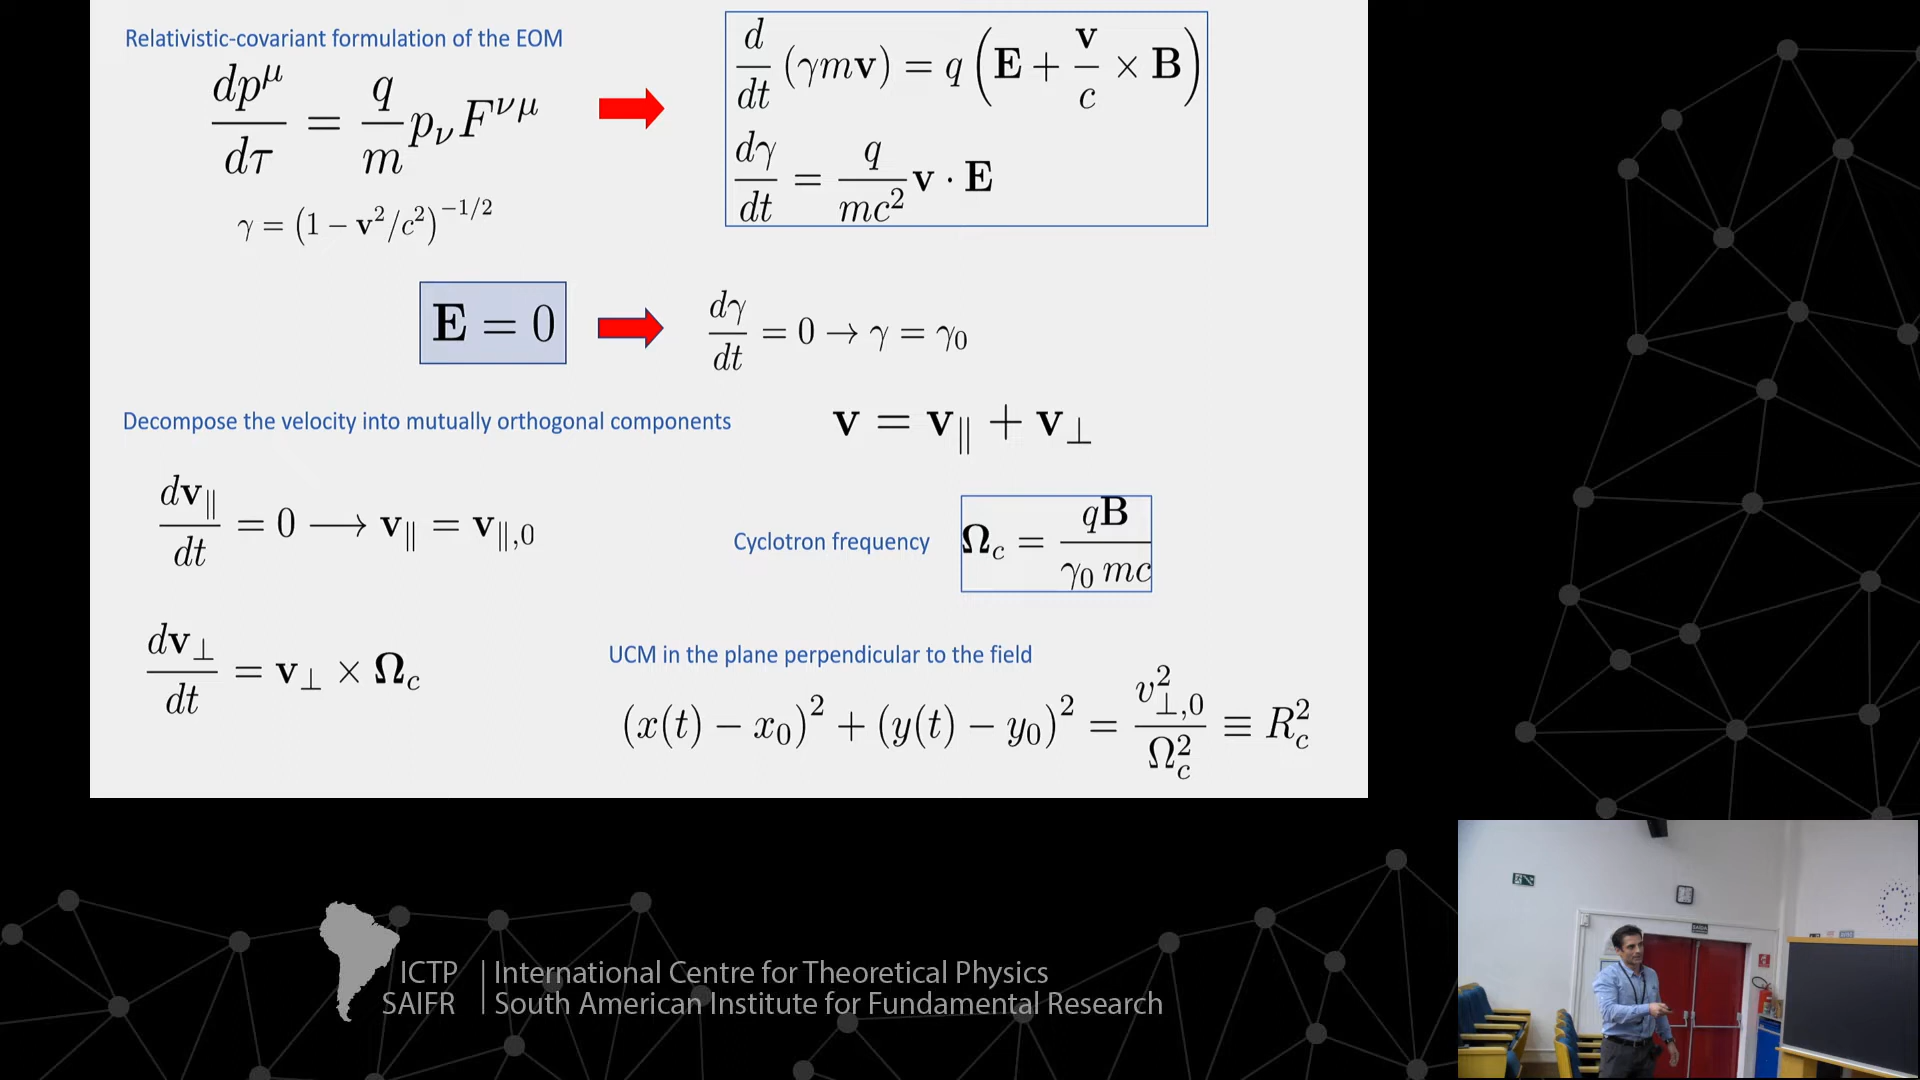 Relativistic-covariant formulation of the EOM
dp^μ/dτ = q/m p_ν F^{νμ}
γ = (1 − v²/c²)^{−1/2}
d/dt (γmv) = q (E + v/c × B)
dγ/dt = q/mc² v · E
E = 0
dγ/dt = 0 → γ = γ₀
Decompose the velocity into mutually orthogonal components
v = v_∥ + v_⊥
dv_∥/dt = 0 ⟶ v_∥ = v_{∥,0}
Cyclotron frequency
Ω_c = qB/γ₀ mc
dv_⊥/dt = v_⊥ × Ω_c
UCM in the plane perpendicular to the field
(x(t) − x₀)² + (y(t) − y₀)² = v²_{⊥,0}/Ω²_c ≡ R²_c
ICTP | International Centre for Theoretical Physics
SAIFR | South American Institute for Fundamental Research